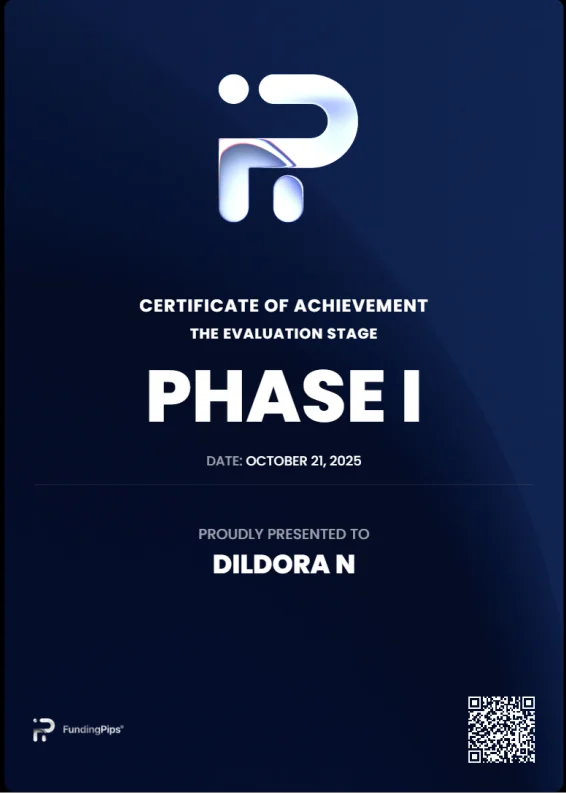 CERTIFICATE OF ACHIEVEMENT
THE EVALUATION STAGE
PHASE I
DATE: OCTOBER 21, 2025
PROUDLY PRESENTED TO
DILDORA N
FundingPips®